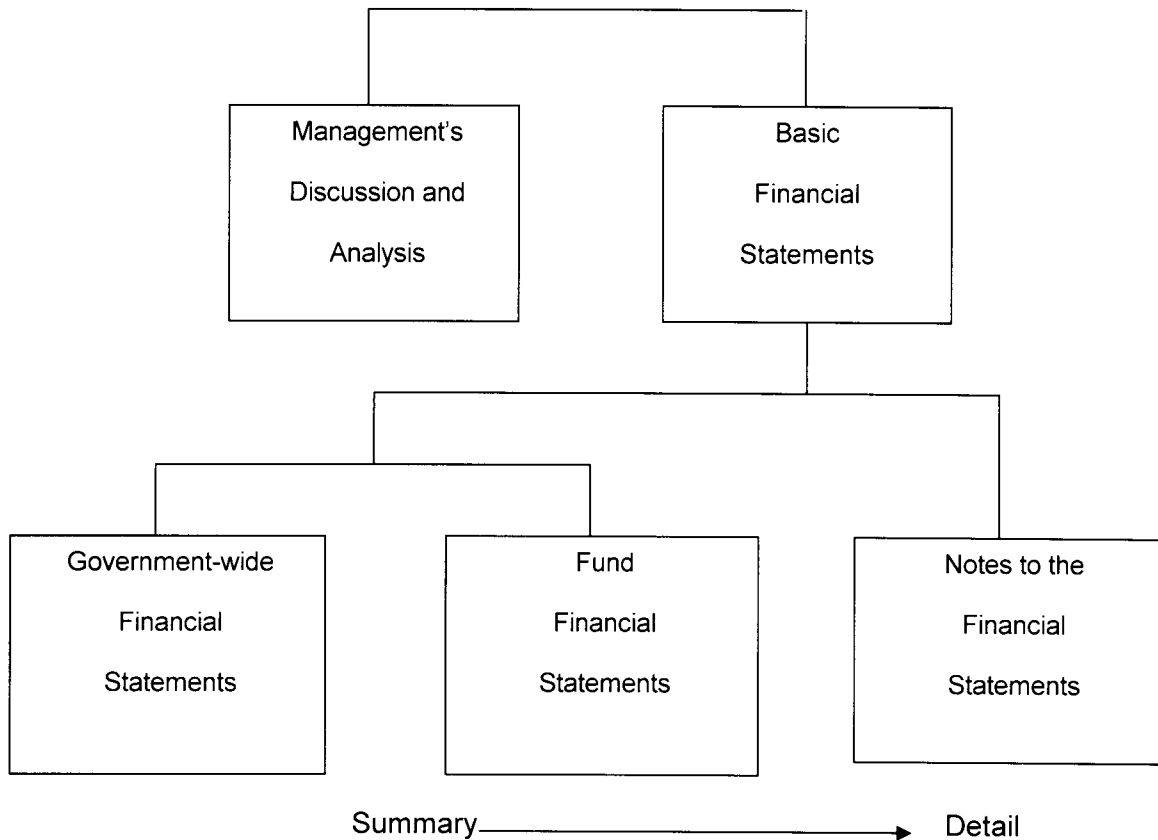 Management's
Discussion and
Analysis
Basic
Financial
Statements
Government-wide
Financial
Statements
Fund
Financial
Statements
Notes to the
Financial
Statements
Summary
Detail